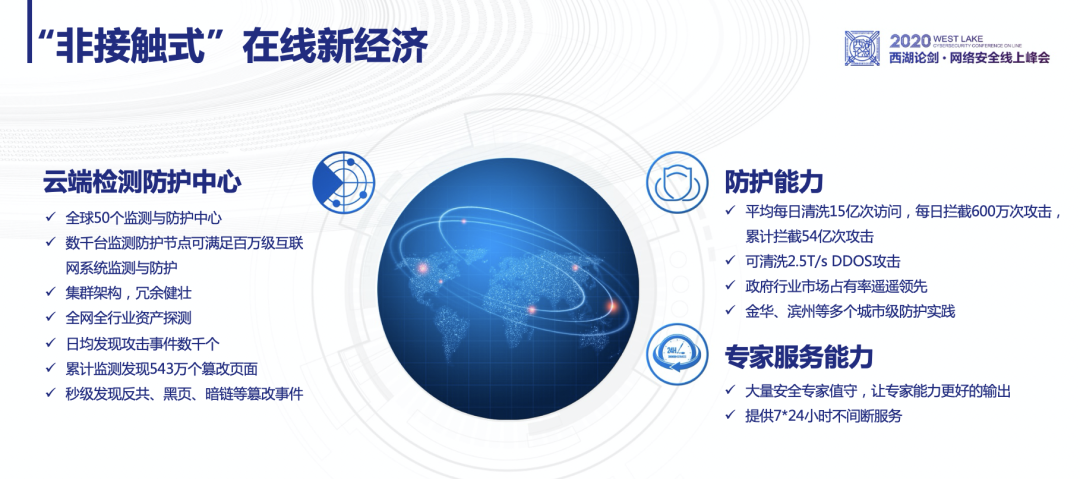 “非接触式”在线新经济
2020 WEST LAKE
CYBERSECURITY CONFERENCE ON LINE
西湖论剑·网络安全线上峰会
云端检测防护中心
✓ 全球50个监测与防护中心
✓ 数千台监测防护节点可满足百万级互联
网系统监测与防护
✓ 集群架构，冗余健壮
✓ 全网全行业资产探测
✓ 日均发现攻击事件数千个
✓ 累计监测发现543万个篡改页面
✓ 秒级发现反共、黑页、暗链等篡改事件
防护能力
✓ 平均每日清洗15亿次访问，每日拦截600万次攻击，
累计拦截54亿次攻击
✓ 可清洗2.5T/s DDOS攻击
✓ 政府行业市场占有率遥遥领先
✓ 金华、滨州等多个城市级防护实践
24H
专家服务能力
✓ 大量安全专家值守，让专家能力更好的输出
✓ 提供7*24小时不间断服务